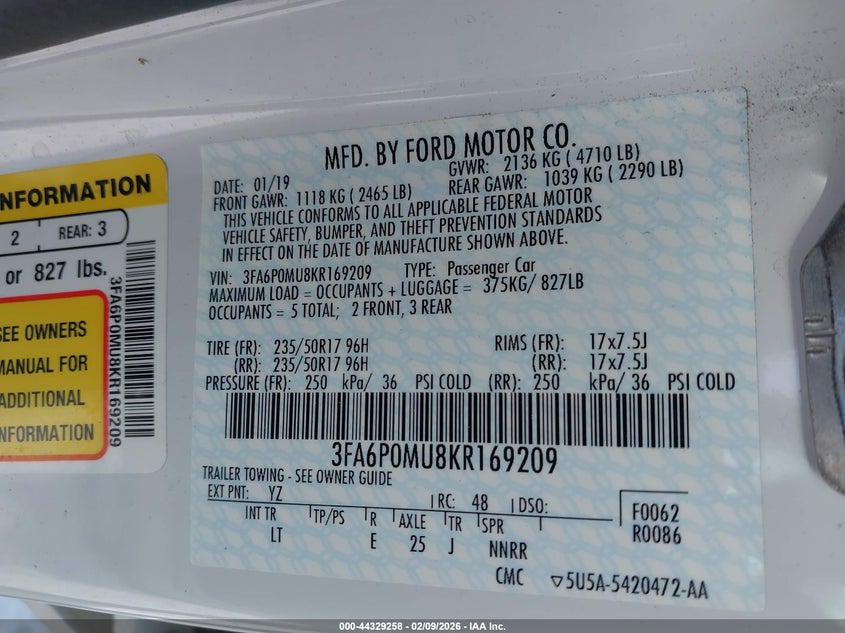 INFORMATION
2 REAR: 3
or 827 lbs.
SEE OWNERS
MANUAL FOR
ADDITIONAL
INFORMATION
3FA6P0MU8KR169209
MFD. BY FORD MOTOR CO.
DATE: 01/19 GVWR: 2136 KG ( 4710 LB)
FRONT GAWR: 1118 KG ( 2465 LB) REAR GAWR: 1039 KG ( 2290 LB)
THIS VEHICLE CONFORMS TO ALL APPLICABLE FEDERAL MOTOR
VEHICLE SAFETY, BUMPER, AND THEFT PREVENTION STANDARDS
IN EFFECT ON THE DATE OF MANUFACTURE SHOWN ABOVE.
VIN: 3FA6P0MU8KR169209 TYPE: Passenger Car
MAXIMUM LOAD = OCCUPANTS + LUGGAGE = 375KG/ 827LB
OCCUPANTS = 5 TOTAL; 2 FRONT, 3 REAR
TIRE (FR): 235/50R17 96H RIMS (FR): 17x7.5J
(RR): 235/50R17 96H (RR): 17x7.5J
PRESSURE (FR): 250 kPa/ 36 PSI COLD (RR): 250 kPa/ 36 PSI COLD
3FA6P0MU8KR169209
TRAILER TOWING - SEE OWNER GUIDE
EXT PNT: YZ RC: 48 DSO: F0062
INT TR TP/PS R AXLE TR SPR R0086
LT E 25 J NNRR
CMC ▽5U5A-5420472-AA
000-44329258 - 02/09/2026 - IAA Inc.